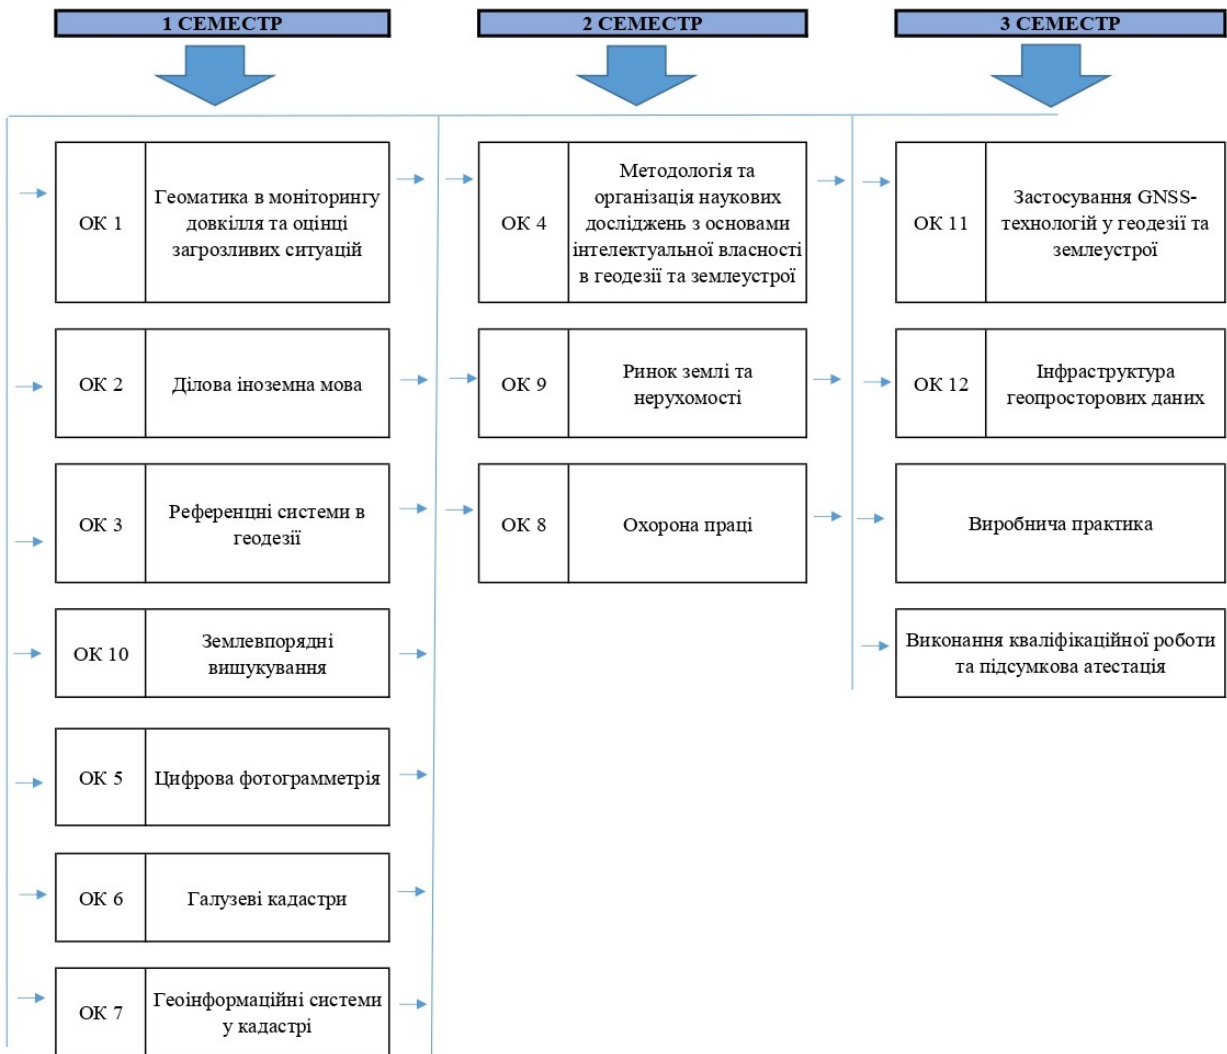 1 СЕМЕСТР
2 СЕМЕСТР
3 СЕМЕСТР
ОК 1
Геоматика в моніторингу
довкілля та оцінці
загрозливих ситуацій
ОК 4
Методологія та
організація наукових
досліджень з основами
інтелектуальної власності
в геодезії та землеустрої
ОК 11
Застосування GNSS-
технологій у геодезії та
землеустрої
ОК 2
Ділова іноземна мова
ОК 9
Ринок землі та
нерухомості
ОК 12
Інфраструктура
геопросторових даних
ОК 3
Референцні системи в
геодезії
ОК 8
Охорона праці
Виробнича практика
ОК 10
Землевпорядні
вишукування
Виконання кваліфікаційної роботи
та підсумкова атестація
ОК 5
Цифрова фотограмметрія
ОК 6
Галузеві кадастри
ОК 7
Геоінформаційні системи
у кадастрі